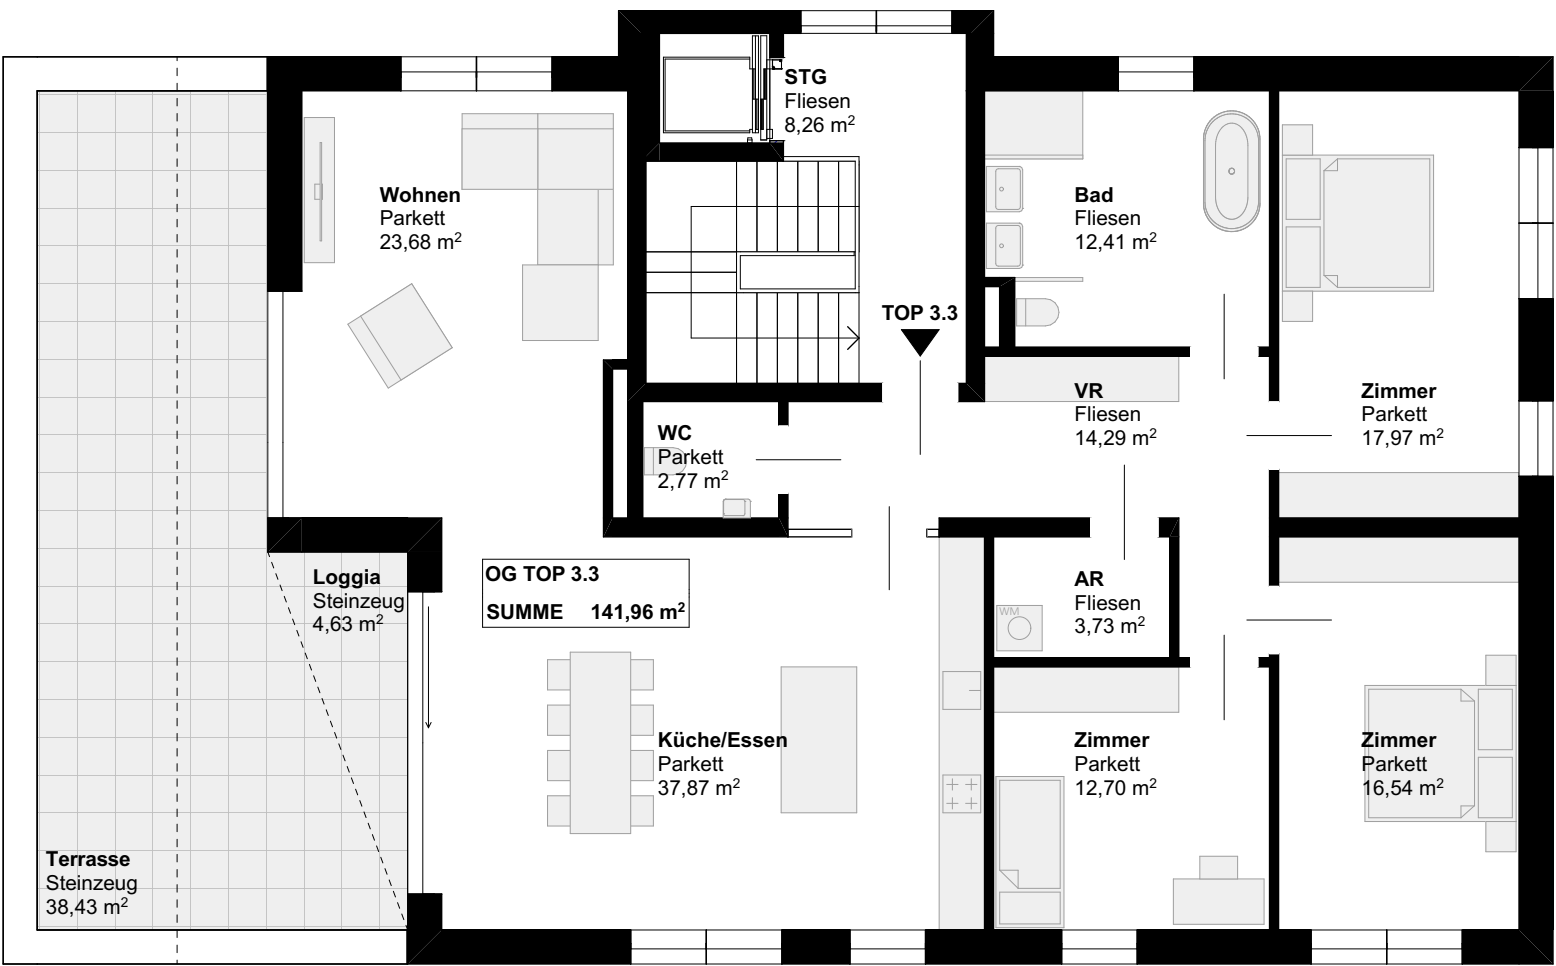 STG
Fliesen
8,26 m²
Wohnen
Parkett
23,68 m²
Bad
Fliesen
12,41 m²
TOP 3.3
VR
Fliesen
14,29 m²
Zimmer
Parkett
17,97 m²
WC
Parkett
2,77 m²
OG TOP 3.3
SUMME 141,96 m²
Loggia
Steinzeug
4,63 m²
AR
Fliesen
3,73 m²
WM
Küche/Essen
Parkett
37,87 m²
Zimmer
Parkett
12,70 m²
Zimmer
Parkett
16,54 m²
Terrasse
Steinzeug
38,43 m²